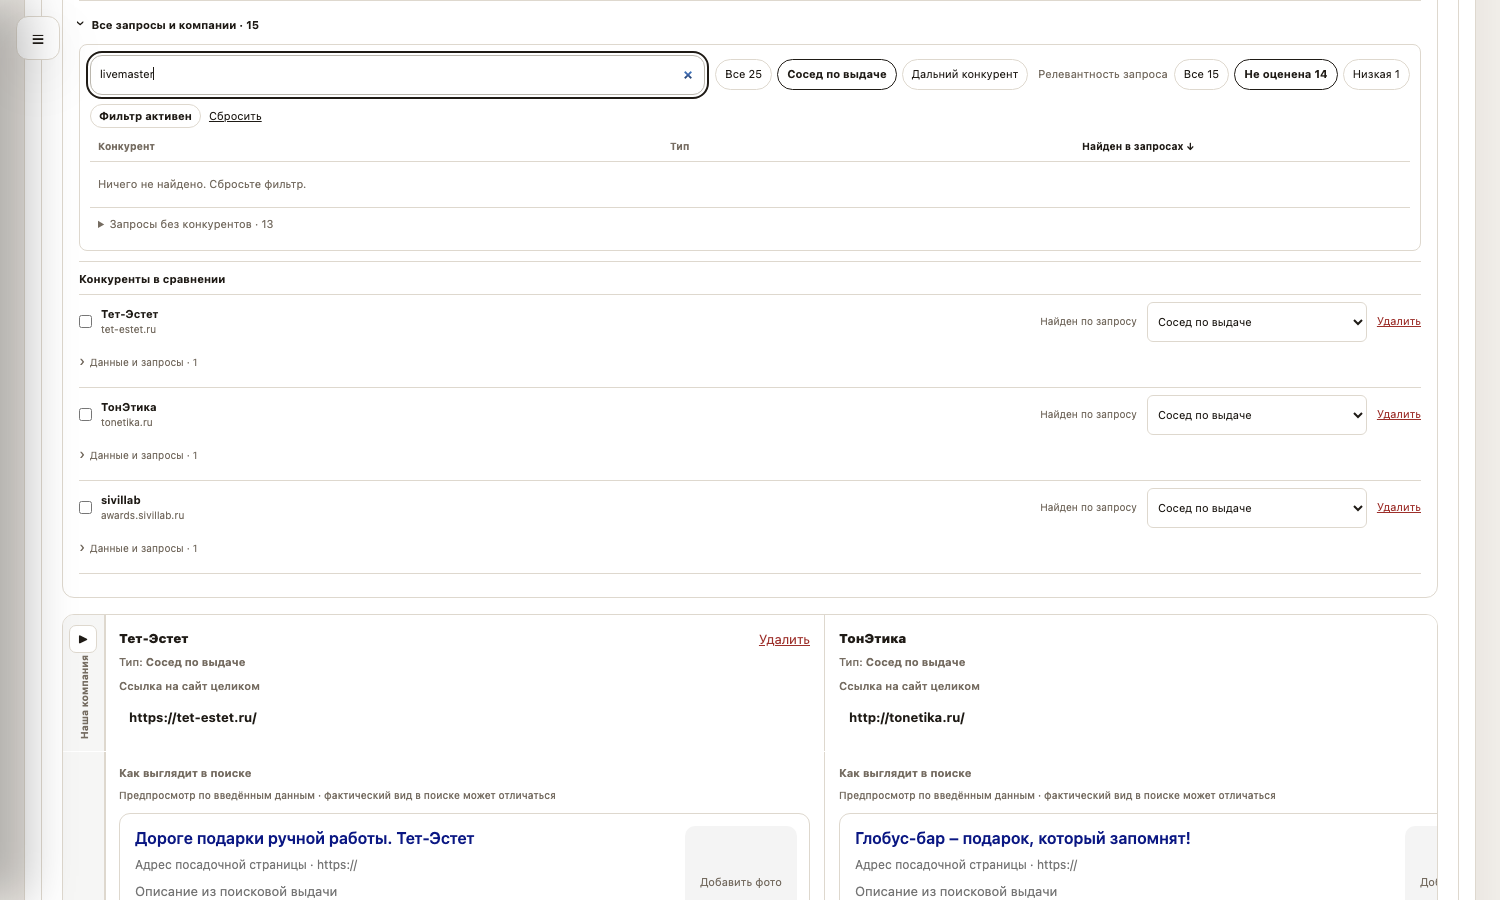 Все запросы и компании · 15
livemaster × Все 25 Сосед по выдаче Дальний конкурент Релевантность запроса Все 15 Не оценена 14 Низкая 1
Фильтр активен Сбросить
Конкурент Тип Найден в запросах ↓
Ничего не найдено. Сбросьте фильтр.
Запросы без конкурентов · 13
Конкуренты в сравнении
Тет-Эстет
tet-estet.ru
Найден по запросу Сосед по выдаче Удалить
Данные и запросы · 1
ТонЭтика
tonetika.ru
Найден по запросу Сосед по выдаче Удалить
Данные и запросы · 1
sivillab
awards.sivillab.ru
Найден по запросу Сосед по выдаче Удалить
Данные и запросы · 1
Наша компания
Тет-Эстет Удалить
Тип: Сосед по выдаче
Ссылка на сайт целиком
https://tet-estet.ru/
Как выглядит в поиске
Предпросмотр по введённым данным · фактический вид в поиске может отличаться
Дороге подарки ручной работы. Тет-Эстет
Адрес посадочной страницы · https://
Описание из поисковой выдачи
Добавить фото
ТонЭтика
Тип: Сосед по выдаче
Ссылка на сайт целиком
http://tonetika.ru/
Как выглядит в поиске
Предпросмотр по введённым данным · фактический вид в поиске может отличаться
Глобус-бар – подарок, который запомнят!
Адрес посадочной страницы · https://
Описание из поисковой выдачи